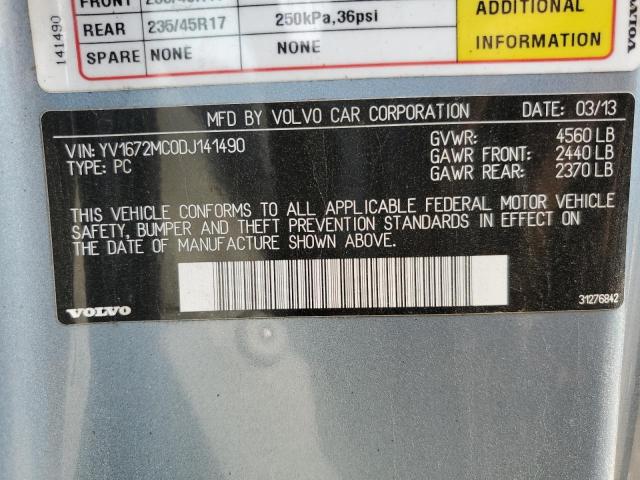 141490
FRONT
REAR 235/45R17 250kPa,36psi
SPARE NONE NONE
ADDITIONAL
INFORMATION
VOLVO
MFD BY VOLVO CAR CORPORATION DATE: 03/13
VIN: YV1672MC0DJ141490 GVWR: 4560 LB
TYPE: PC GAWR FRONT: 2440 LB
GAWR REAR: 2370 LB
THIS VEHICLE CONFORMS TO ALL APPLICABLE FEDERAL MOTOR VEHICLE
SAFETY, BUMPER AND THEFT PREVENTION STANDARDS IN EFFECT ON
THE DATE OF MANUFACTURE SHOWN ABOVE.
VOLVO 31276842